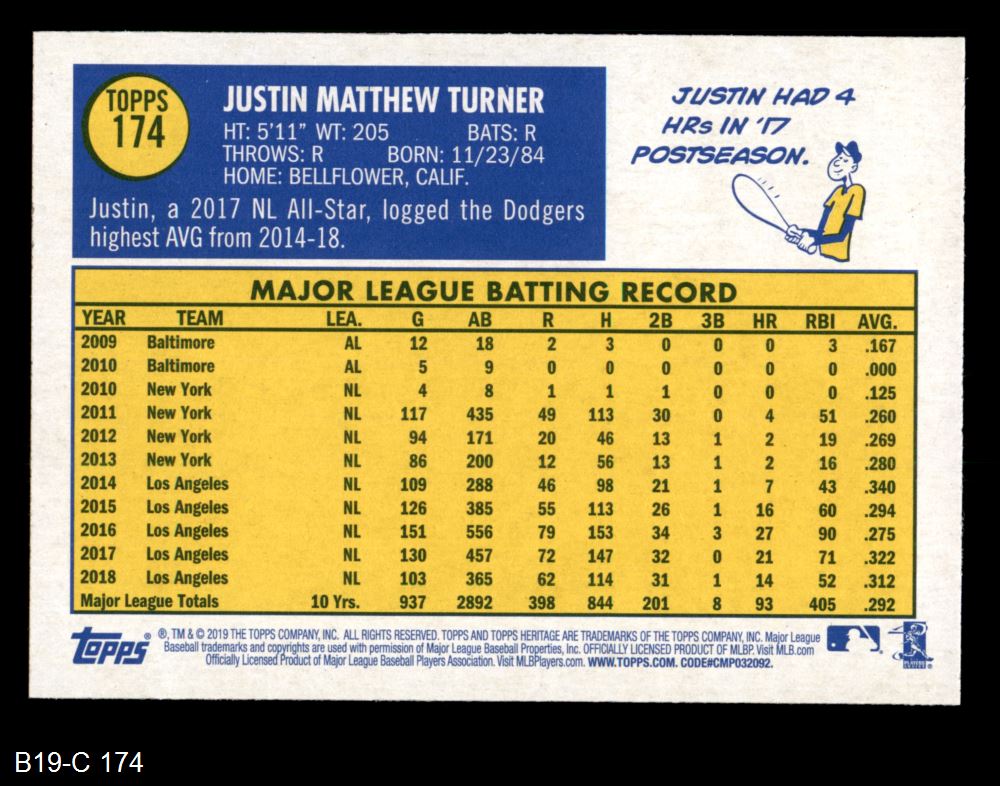 TOPPS
174
JUSTIN MATTHEW TURNER
HT: 5'11" WT: 205 BATS: R
THROWS: R BORN: 11/23/84
HOME: BELLFLOWER, CALIF.
Justin, a 2017 NL All-Star, logged the Dodgers
highest AVG from 2014-18.
JUSTIN HAD 4
HRs IN '17
POSTSEASON.
MAJOR LEAGUE BATTING RECORD
YEAR TEAM LEA. G AB R H 2B 3B HR RBI AVG.
2009 Baltimore AL 12 18 2 3 0 0 0 3 .167
2010 Baltimore AL 5 9 0 0 0 0 0 0 .000
2010 New York NL 4 8 1 1 1 0 0 0 .125
2011 New York NL 117 435 49 113 30 0 4 51 .260
2012 New York NL 94 171 20 46 13 1 2 19 .269
2013 New York NL 86 200 12 56 13 1 2 16 .280
2014 Los Angeles NL 109 288 46 98 21 1 7 43 .340
2015 Los Angeles NL 126 385 55 113 26 1 16 60 .294
2016 Los Angeles NL 151 556 79 153 34 3 27 90 .275
2017 Los Angeles NL 130 457 72 147 32 0 21 71 .322
2018 Los Angeles NL 103 365 62 114 31 1 14 52 .312
Major League Totals 10 Yrs. 937 2892 398 844 201 8 93 405 .292
topps® ®, TM & © 2019 THE TOPPS COMPANY, INC. ALL RIGHTS RESERVED. TOPPS AND TOPPS HERITAGE ARE TRADEMARKS OF THE TOPPS COMPANY, INC. Major League
Baseball trademarks and copyrights are used with permission of Major League Baseball Properties, Inc. OFFICIALLY LICENSED PRODUCT OF MLBP. Visit MLB.com
Officially Licensed Product of Major League Baseball Players Association. Visit MLBPlayers.com. WWW.TOPPS.COM. CODE#CMP032092.
B19-C 174